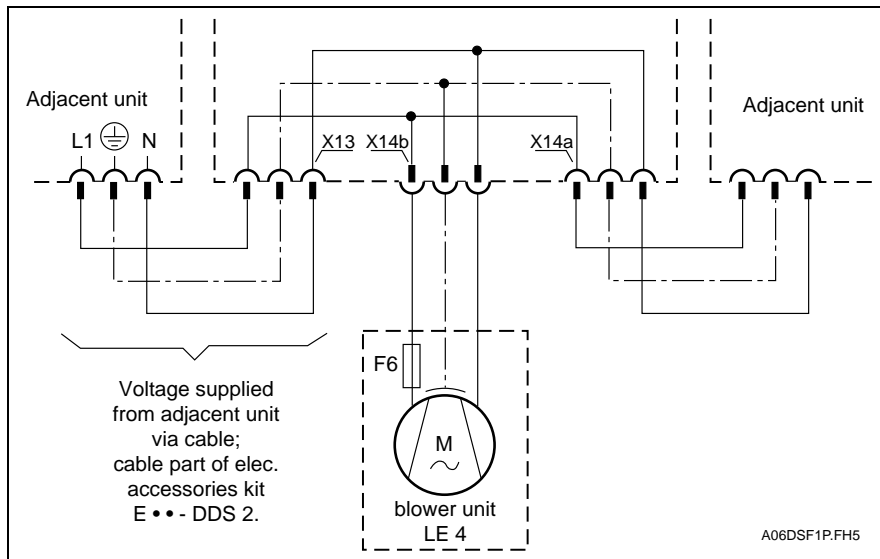 Adjacent unit
Adjacent unit
L1 N
X13
X14b
X14a
F6
M
Voltage supplied
from adjacent unit
via cable;
cable part of elec.
accessories kit
E • • - DDS 2.
blower unit
LE 4
A06DSF1P.FH5